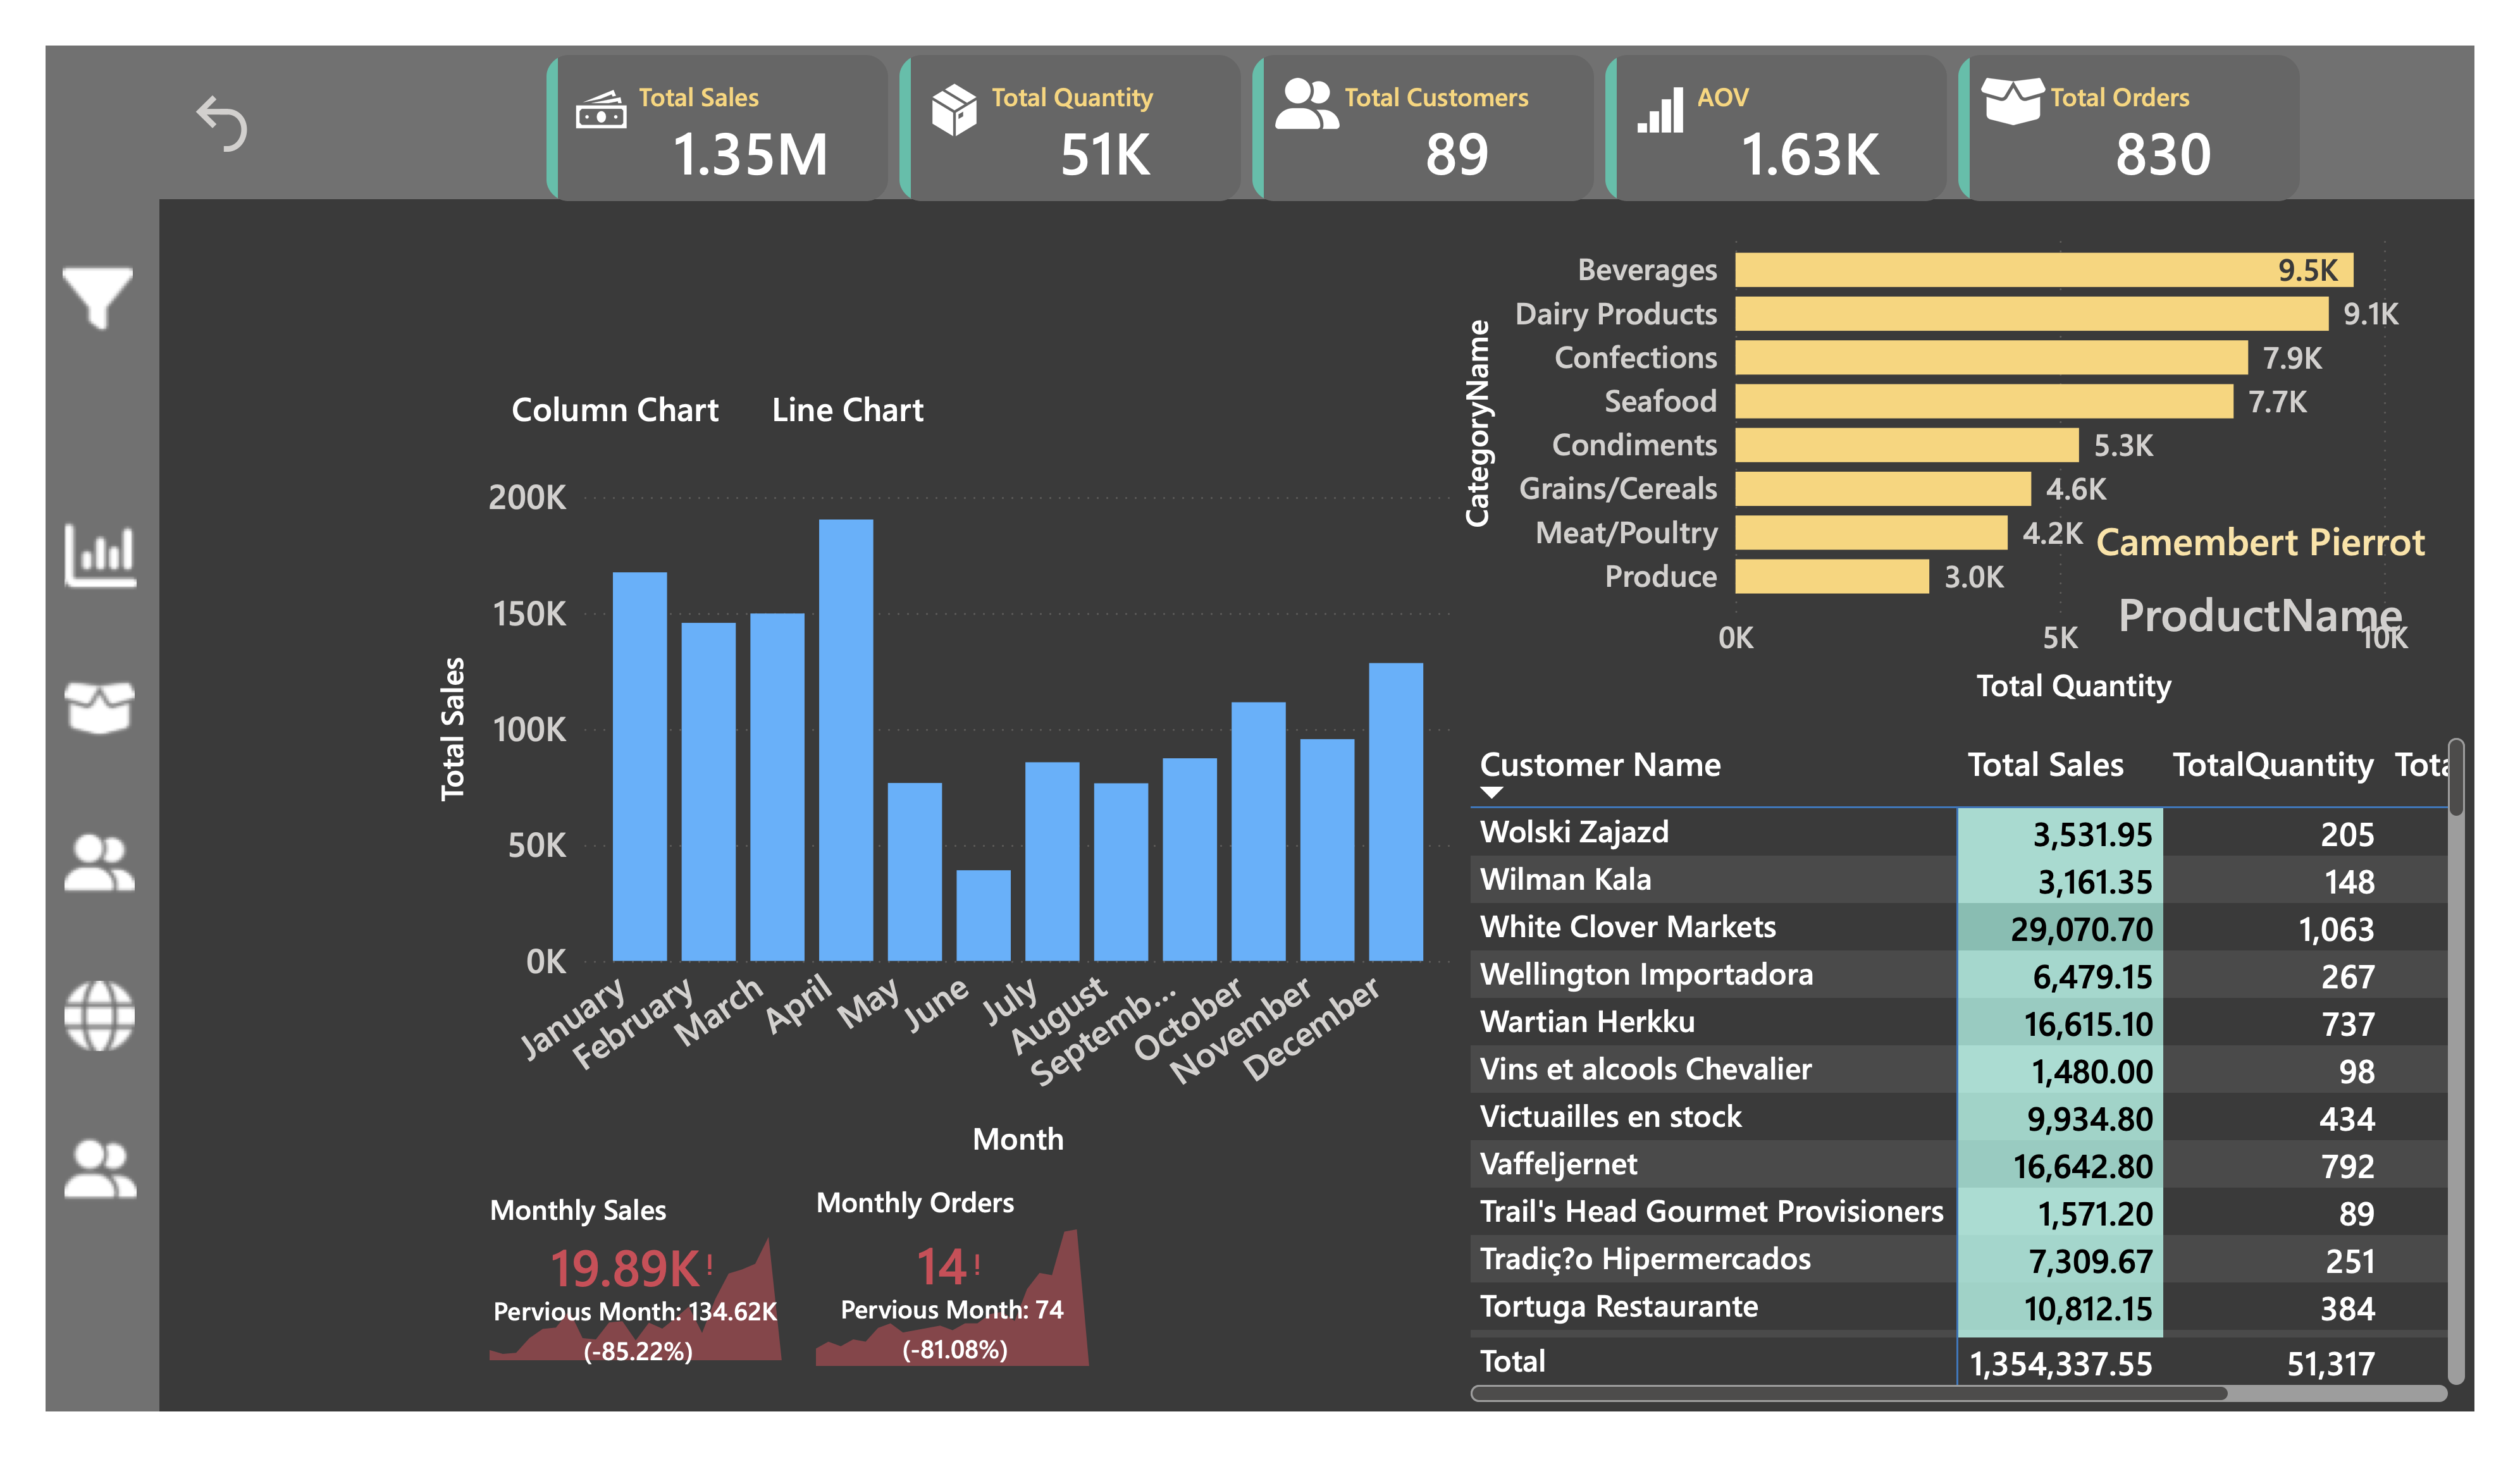 Total Sales
1.35M
Total Quantity
51K
Total Customers
89
AOV
1.63K
Total Orders
830
Column Chart Line Chart
Total Sales
200K
150K
100K
50K
0K
January
February
March
April
May
June
July
August
Septemb...
October
November
December
Month
CategoryName
Beverages 9.5K
Dairy Products 9.1K
Confections 7.9K
Seafood 7.7K
Condiments 5.3K
Grains/Cereals 4.6K
Meat/Poultry 4.2K
Produce 3.0K
0K 5K 10K
Total Quantity
Camembert Pierrot
ProductName
Customer Name Total Sales TotalQuantity Tota
Wolski Zajazd 3,531.95 205
Wilman Kala 3,161.35 148
White Clover Markets 29,070.70 1,063
Wellington Importadora 6,479.15 267
Wartian Herkku 16,615.10 737
Vins et alcools Chevalier 1,480.00 98
Victuailles en stock 9,934.80 434
Vaffeljernet 16,642.80 792
Trail's Head Gourmet Provisioners 1,571.20 89
Tradiç?o Hipermercados 7,309.67 251
Tortuga Restaurante 10,812.15 384
Total 1,354,337.55 51,317
Monthly Sales
19.89K!
Pervious Month: 134.62K
(-85.22%)
Monthly Orders
14!
Pervious Month: 74
(-81.08%)